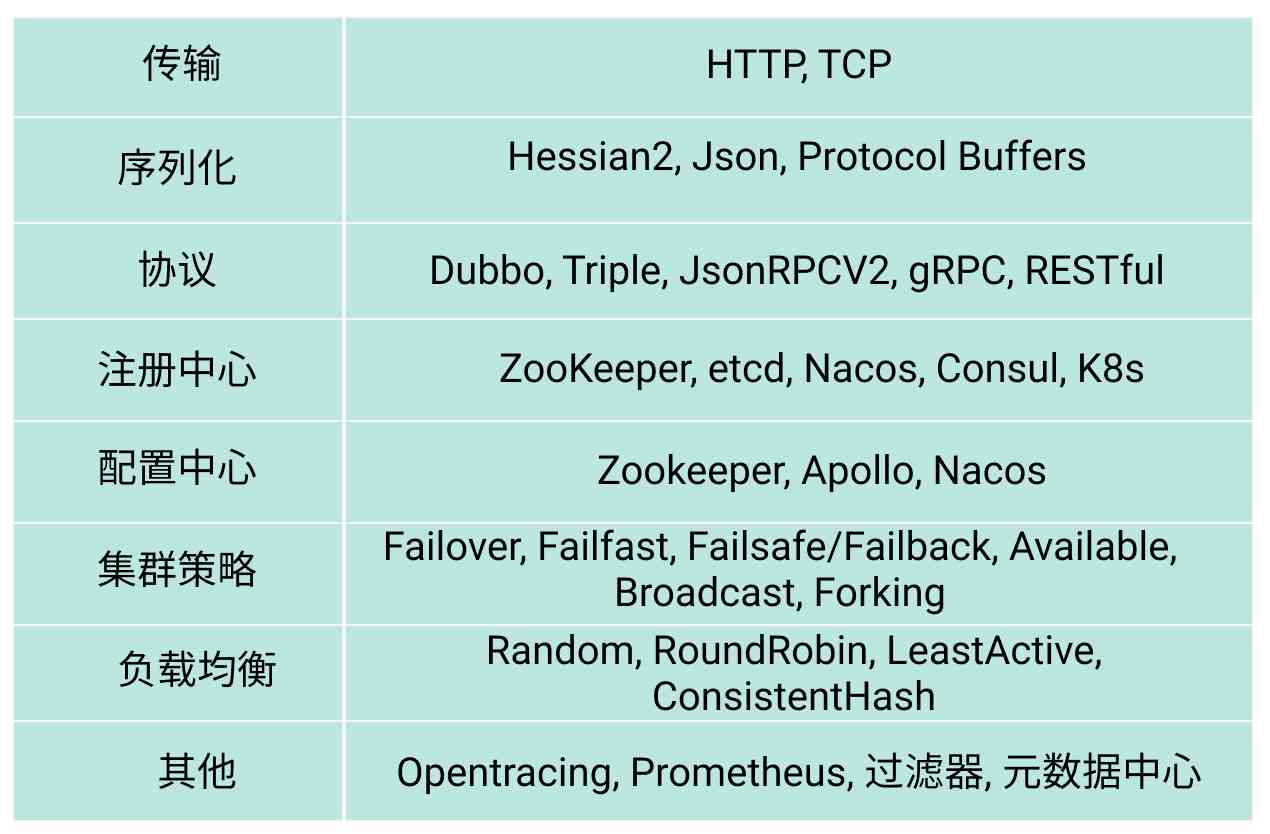 传输
HTTP, TCP
序列化
Hessian2, Json, Protocol Buffers
协议
Dubbo, Triple, JsonRPCV2, gRPC, RESTful
注册中心
ZooKeeper, etcd, Nacos, Consul, K8s
配置中心
Zookeeper, Apollo, Nacos
集群策略
Failover, Failfast, Failsafe/Failback, Available,
Broadcast, Forking
负载均衡
Random, RoundRobin, LeastActive,
ConsistentHash
其他
Opentracing, Prometheus, 过滤器, 元数据中心